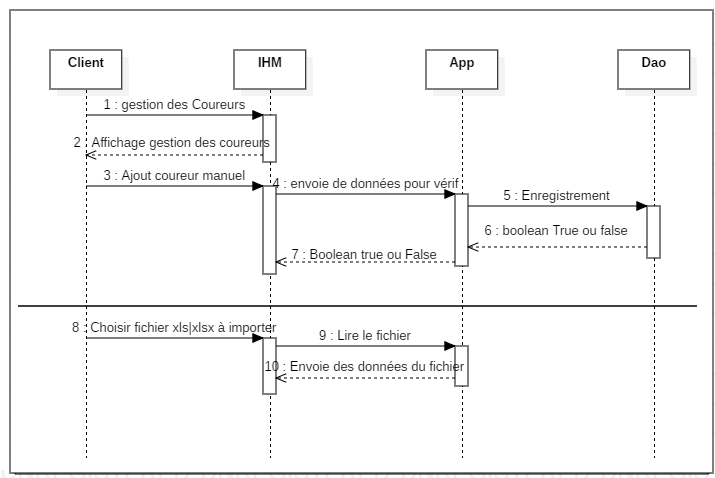 Client
IHM
App
Dao
1 : gestion des Coureurs
2 : Affichage gestion des coureurs
3 : Ajout coureur manuel
4 : envoie de données pour vérif
5 : Enregistrement
6 : boolean True ou false
7 : Boolean true ou False
8 : Choisir fichier xls|xlsx à importer
9 : Lire le fichier
10 : Envoie des données du fichier